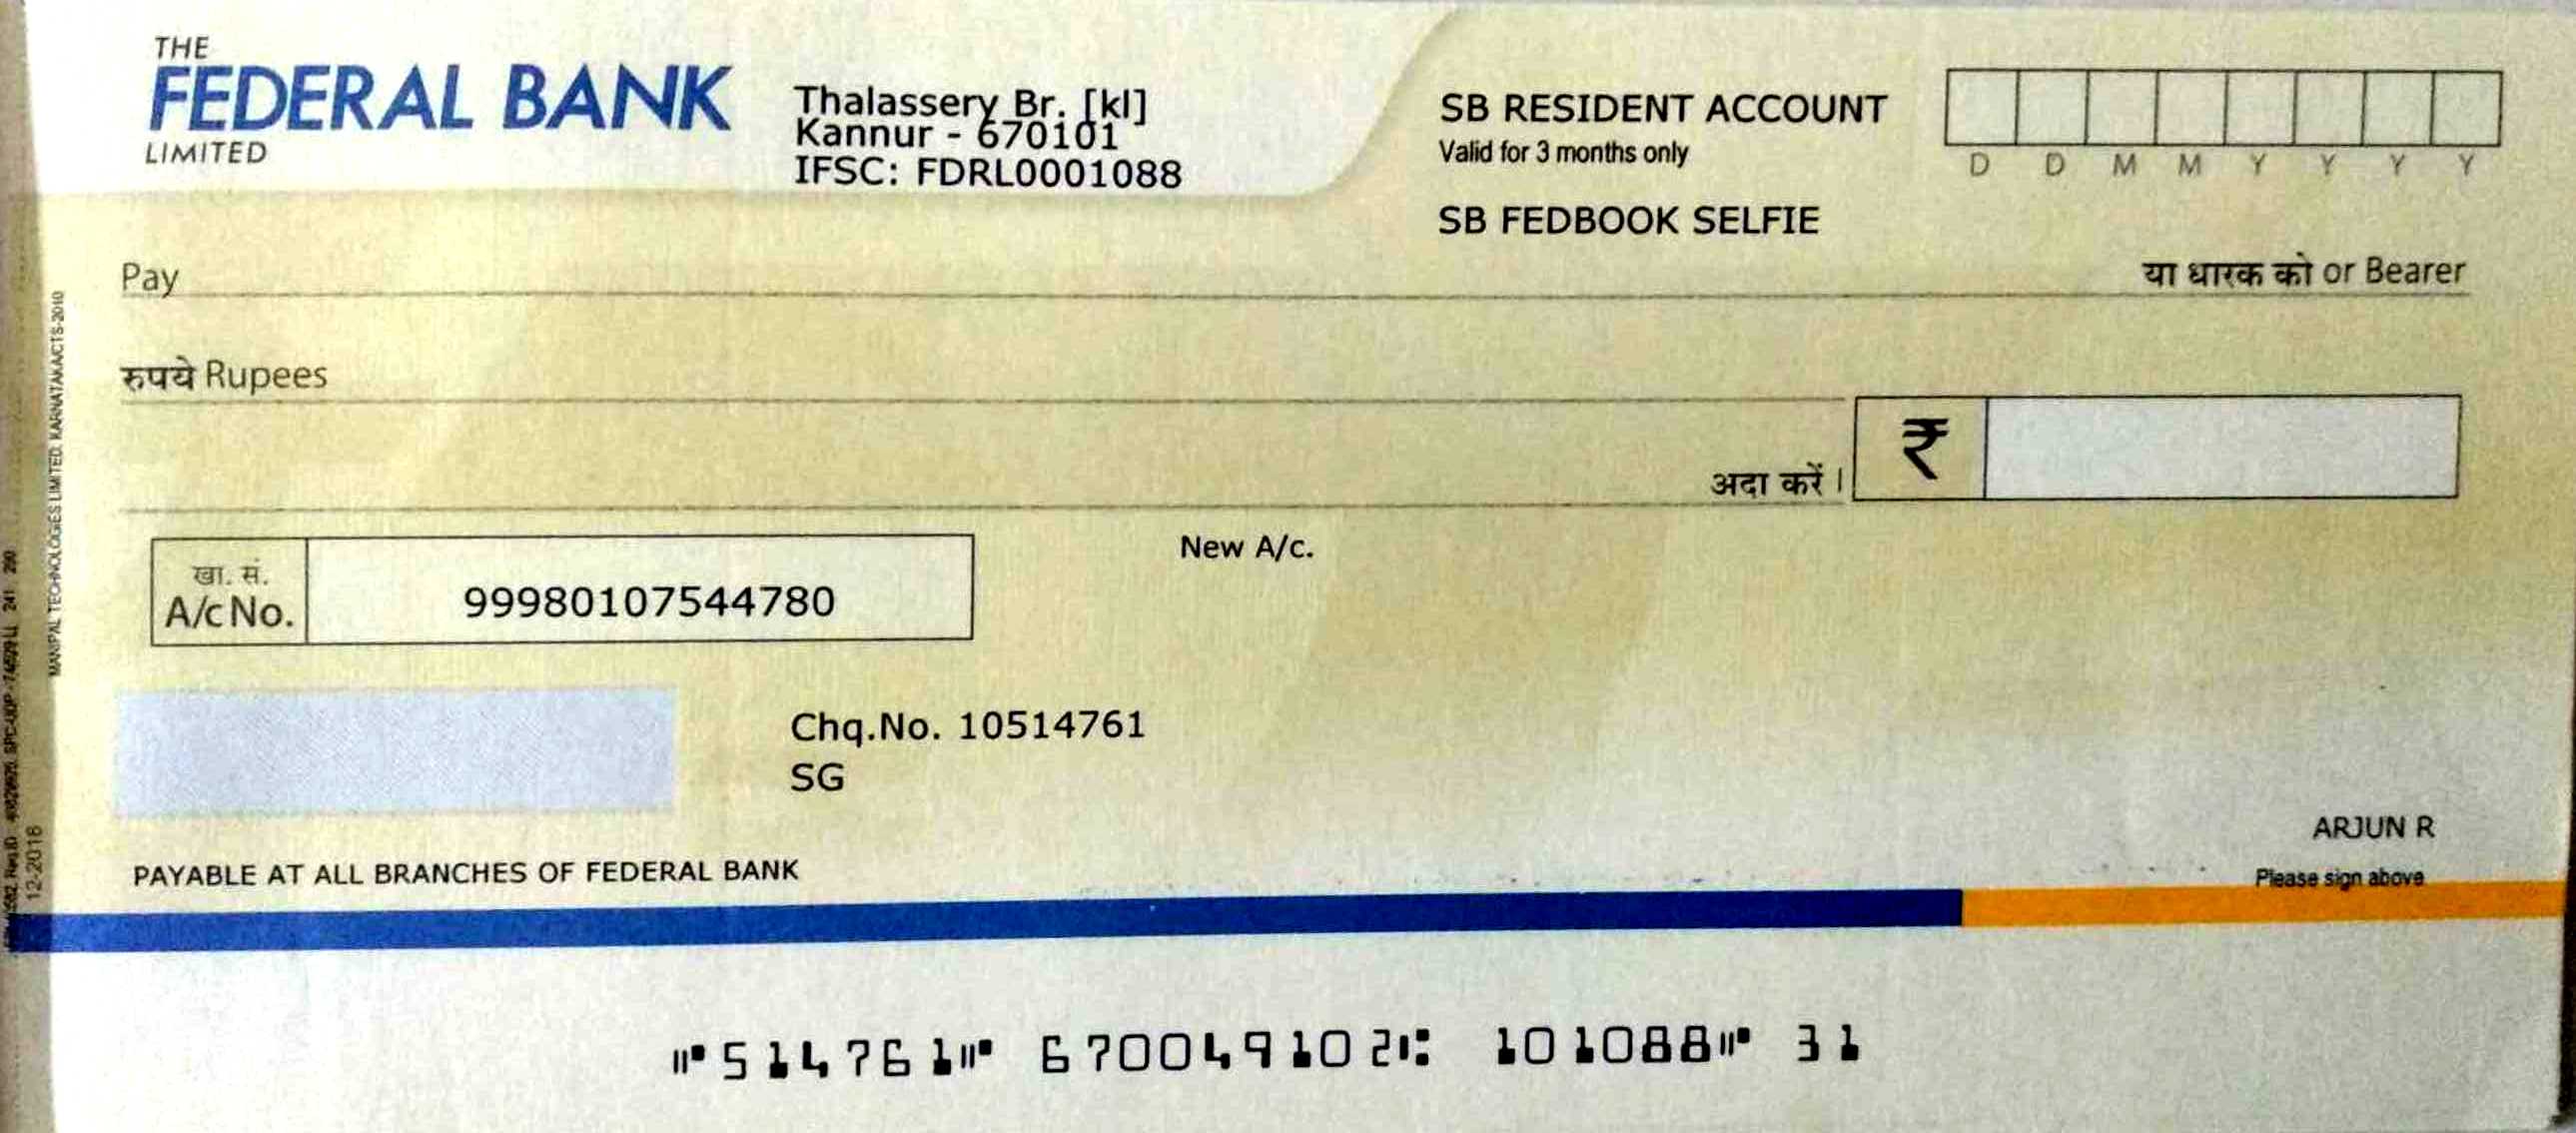 THE
FEDERAL BANK
LIMITED
Thalassery Br. [kl]
Kannur - 670101
IFSC: FDRL0001088
SB RESIDENT ACCOUNT
Valid for 3 months only
SB FEDBOOK SELFIE
D D M M Y Y Y Y
Pay
या धारक को or Bearer
रुपये Rupees
अदा करें।
₹
खा. सं.
A/c No.
99980107544780
New A/c.
Chq.No. 10514761
SG
ARJUN R
Please sign above
PAYABLE AT ALL BRANCHES OF FEDERAL BANK
⑈514761⑈ 670049102⑆ 101088⑈ 31
MANIPAL TECHNOLOGIES LIMITED. KARNATAKA/CTS-2010
12-2018